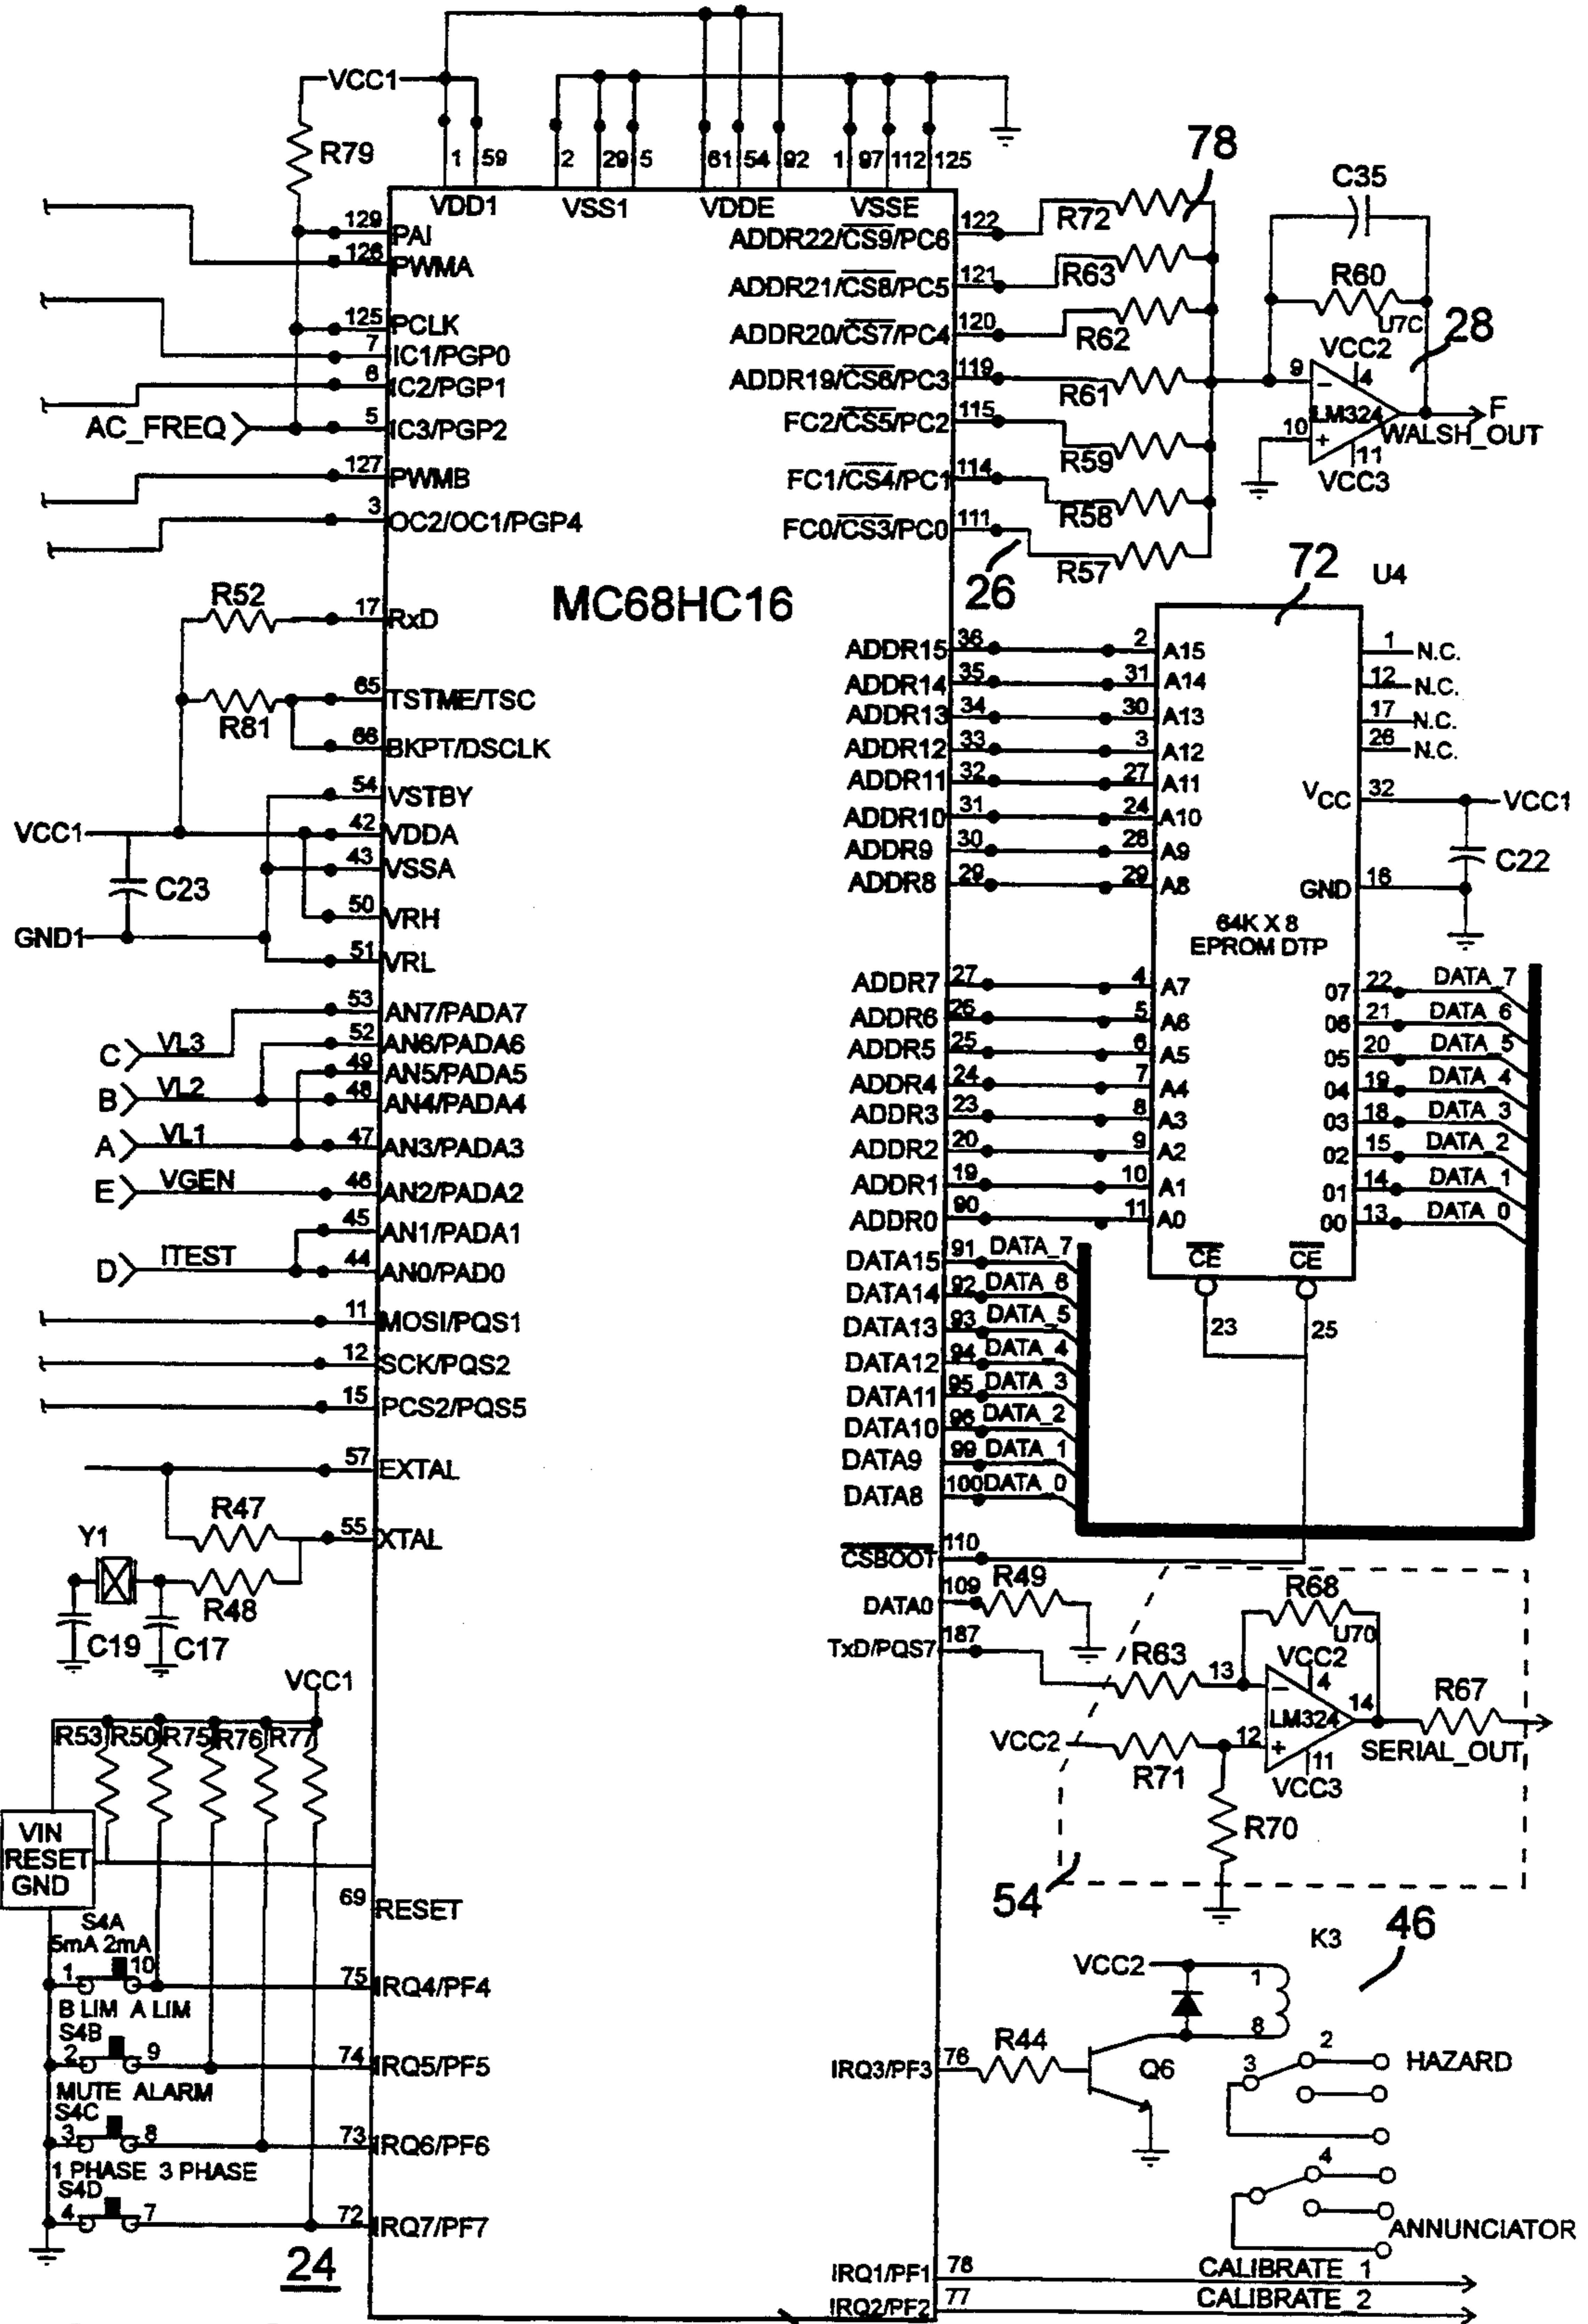 VCC1
R79
1 59 2 29 5 61 54 92 1 97 112 125
VDD1 VSS1 VDDE VSSE
78
C35
129 PAI
126 PWMA
125 PCLK
7 IC1/PGP0
6 IC2/PGP1
AC_FREQ 5 IC3/PGP2
127 PWMB
3 OC2/OC1/PGP4
ADDR22/CS9/PC6 122 R72
ADDR21/CS8/PC5 121 R63
ADDR20/CS7/PC4 120 R62
ADDR19/CS6/PC3 119 R61
FC2/CS5/PC2 115 R59
FC1/CS4/PC1 114 R58
FC0/CS3/PC0 111 R57
26
R60
U7C
28
VCC2
9 - 4
LM324
F
WALSH_OUT
10 + 11
VCC3
MC68HC16
72
U4
R52 17 RxD
R81 65 TSTME/TSC
66 BKPT/DSCLK
54 VSTBY
VCC1 42 VDDA
43 VSSA
C23
50 VRH
GND1
51 VRL
53 AN7/PADA7
C VL3 52 AN6/PADA6
49 AN5/PADA5
B VL2 48 AN4/PADA4
A VL1 47 AN3/PADA3
E VGEN 46 AN2/PADA2
45 AN1/PADA1
D ITEST 44 AN0/PAD0
11 MOSI/PQS1
12 SCK/PQS2
15 PCS2/PQS5
57 EXTAL
R47
55 XTAL
Y1
R48
C19 C17
ADDR15 36 2 A15
ADDR14 35 31 A14
ADDR13 34 30 A13
ADDR12 33 3 A12
ADDR11 32 27 A11
ADDR10 31 24 A10
ADDR9 30 28 A9
ADDR8 29 29 A8
64K X 8
EPROM DTP
ADDR7 27 4 A7
ADDR6 26 5 A6
ADDR5 25 6 A5
ADDR4 24 7 A4
ADDR3 23 8 A3
ADDR2 20 9 A2
ADDR1 19 10 A1
ADDR0 90 11 A0
1 N.C.
12 N.C.
17 N.C.
26 N.C.
VCC 32 VCC1
C22
GND 16
07 22 DATA_7
06 21 DATA_6
05 20 DATA_5
04 19 DATA_4
03 18 DATA_3
02 15 DATA_2
01 14 DATA_1
00 13 DATA_0
CE CE
23 25
DATA15 91 DATA_7
DATA14 92 DATA_6
DATA13 93 DATA_5
DATA12 94 DATA_4
DATA11 95 DATA_3
DATA10 96 DATA_2
DATA9 99 DATA_1
DATA8 100 DATA_0
CSBOOT 110
DATA0 109 R49
TxD/PQS7 187
R68
U70
R63 13 - VCC2 4
LM324
14
R67
VCC2 R71 12 + 11
VCC3
SERIAL_OUT
R70
54
VCC1
R53 R50 R75 R76 R77
VIN
RESET
GND
69 RESET
S4A
5mA 2mA
1 10 75 IRQ4/PF4
B LIM A LIM
S4B
2 9 74 IRQ5/PF5
MUTE ALARM
S4C
3 8 73 IRQ6/PF6
1 PHASE 3 PHASE
S4D
4 7 72 IRQ7/PF7
24
K3
46
VCC2 1
8
IRQ3/PF3 76 R44 Q6
3 2 HAZARD
4
ANNUNCIATOR
IRQ1/PF1 78 CALIBRATE_1
IRQ2/PF2 77 CALIBRATE_2